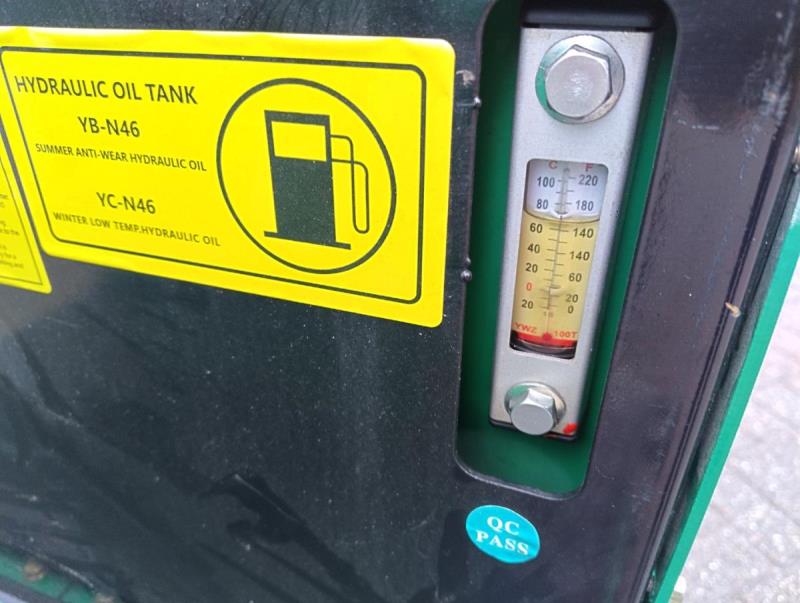 HYDRAULIC OIL TANK
YB-N46
SUMMER ANTI-WEAR HYDRAULIC OIL
YC-N46
WINTER LOW TEMP.HYDRAULIC OIL
C F
100 220
80 180
60 140
40 140
20 60
0 20
20 0
YWZ 100T
QC
PASS